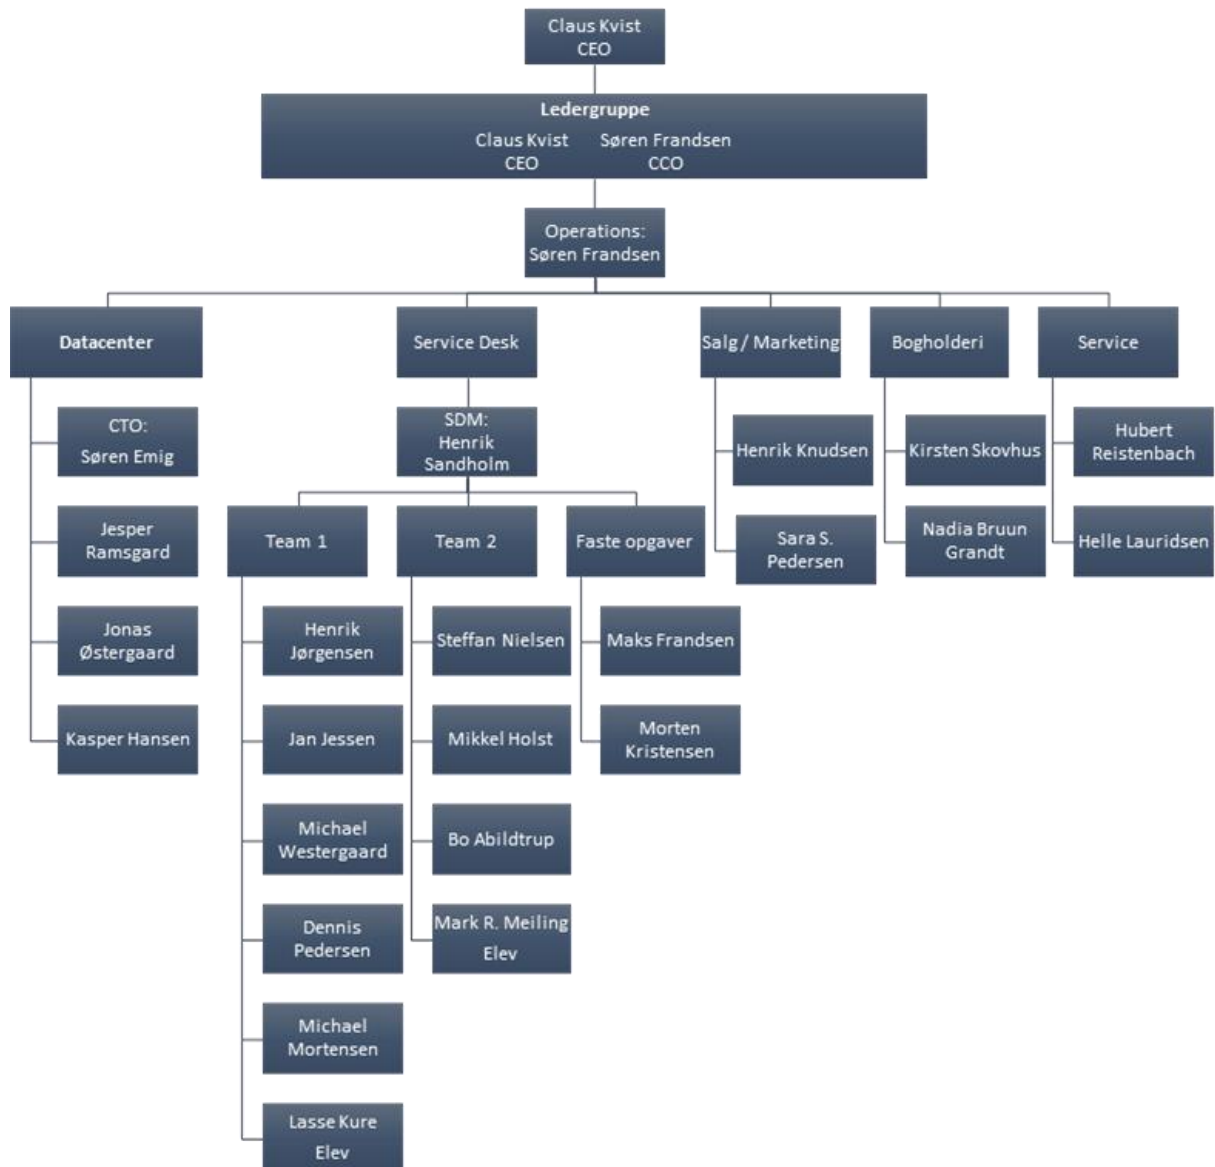 Claus Kvist
CEO
Ledergruppe
Claus Kvist Søren Frandsen
CEO CCO
Operations:
Søren Frandsen
Datacenter
Service Desk
Salg / Marketing
Bogholderi
Service
CTO:
Søren Emig
Jesper
Ramsgard
Jonas
Østergaard
Kasper Hansen
SDM:
Henrik
Sandholm
Team 1
Henrik
Jørgensen
Jan Jessen
Michael
Westergaard
Dennis
Pedersen
Michael
Mortensen
Lasse Kure
Elev
Team 2
Steffan Nielsen
Mikkel Holst
Bo Abildtrup
Mark R. Meiling
Elev
Faste opgaver
Maks Frandsen
Morten
Kristensen
Henrik Knudsen
Sara S.
Pedersen
Kirsten Skovhus
Nadia Bruun
Grandt
Hubert
Reistenbach
Helle Lauridsen